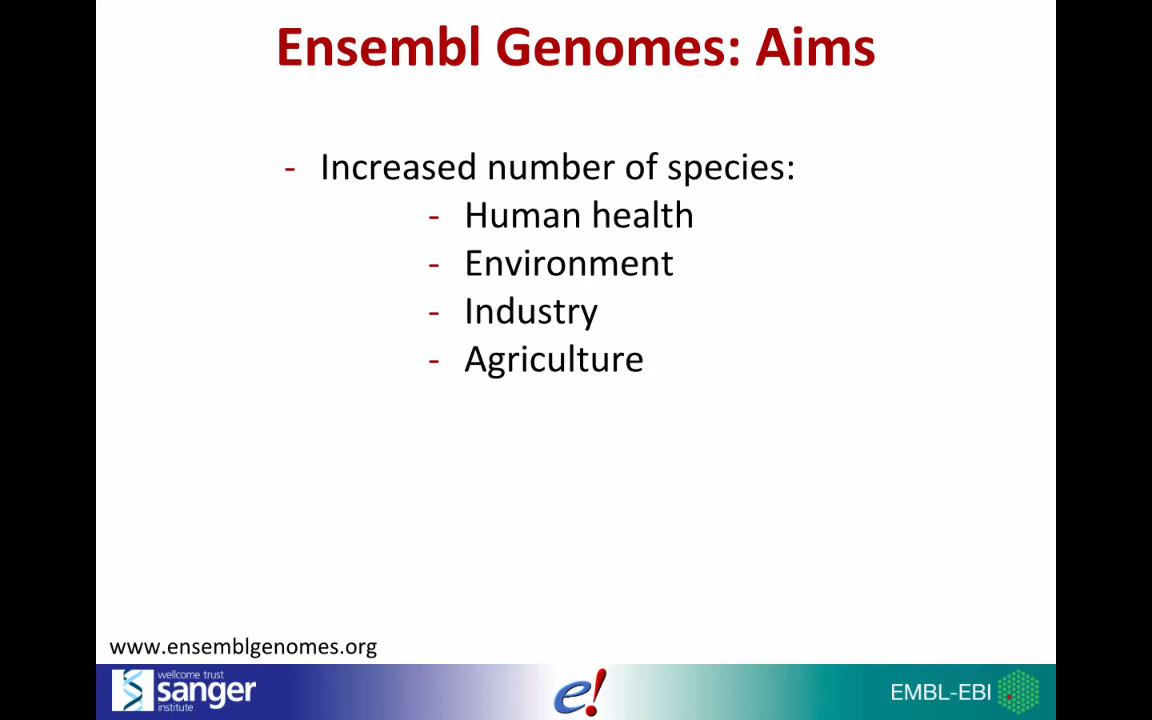 Ensembl Genomes: Aims
- Increased number of species:
- Human health
- Environment
- Industry
- Agriculture
www.ensemblgenomes.org
wellcome trust
sanger
institute
e!
EMBL-EBI